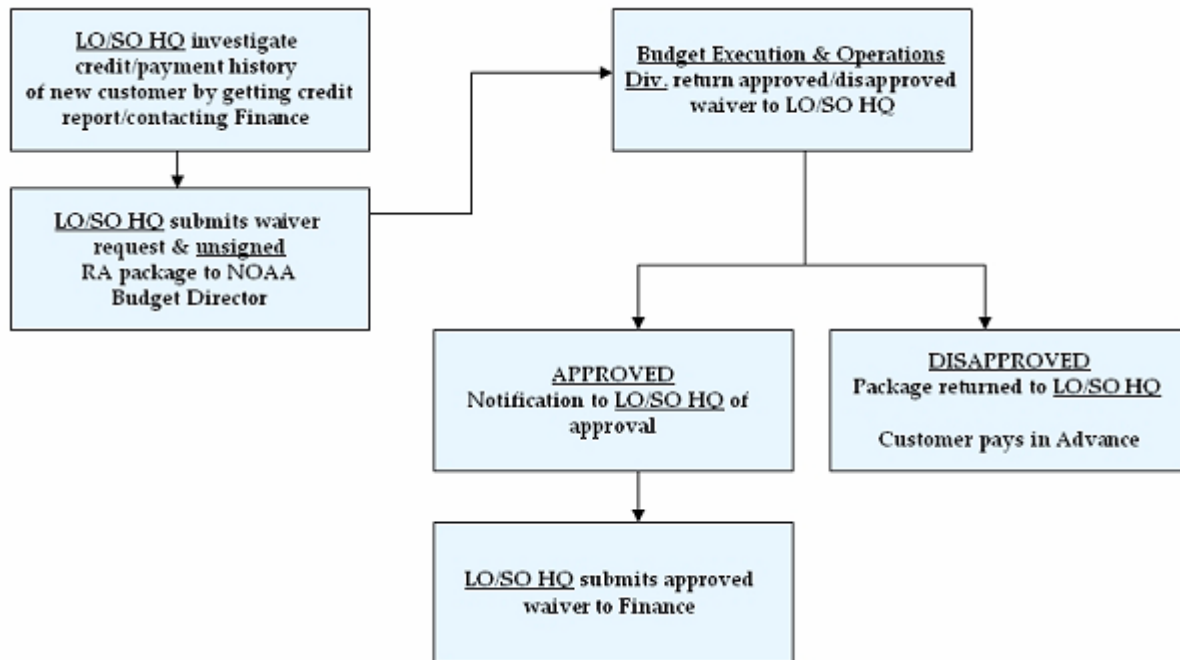 LO/SO HQ investigate
credit/payment history
of new customer by getting credit
report/contacting Finance
LO/SO HQ submits waiver
request & unsigned
RA package to NOAA
Budget Director
Budget Execution & Operations
Div. return approved/disapproved
waiver to LO/SO HQ
APPROVED
Notification to LO/SO HQ of
approval
DISAPPROVED
Package returned to LO/SO HQ
Customer pays in Advance
LO/SO HQ submits approved
waiver to Finance